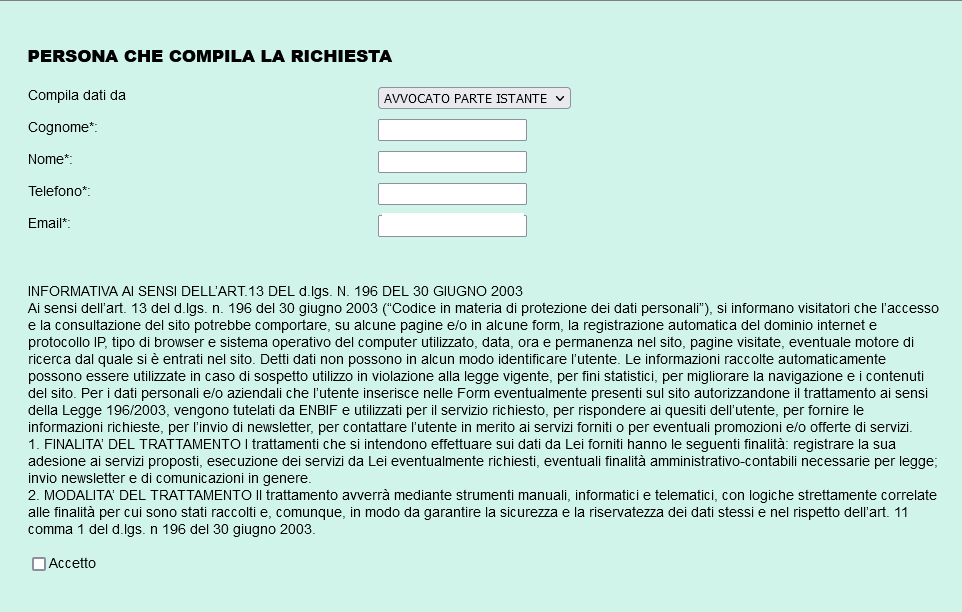 PERSONA CHE COMPILA LA RICHIESTA
Compila dati da
AVVOCATO PARTE ISTANTE
Cognome*:
Nome*:
Telefono*:
Email*:
INFORMATIVA AI SENSI DELL’ART.13 DEL d.lgs. N. 196 DEL 30 GIUGNO 2003
Ai sensi dell’art. 13 del d.lgs. n. 196 del 30 giugno 2003 (“Codice in materia di protezione dei dati personali”), si informano visitatori che l’accesso
e la consultazione del sito potrebbe comportare, su alcune pagine e/o in alcune form, la registrazione automatica del dominio internet e
protocollo IP, tipo di browser e sistema operativo del computer utilizzato, data, ora e permanenza nel sito, pagine visitate, eventuale motore di
ricerca dal quale si è entrati nel sito. Detti dati non possono in alcun modo identificare l’utente. Le informazioni raccolte automaticamente
possono essere utilizzate in caso di sospetto utilizzo in violazione alla legge vigente, per fini statistici, per migliorare la navigazione e i contenuti
del sito. Per i dati personali e/o aziendali che l’utente inserisce nelle Form eventualmente presenti sul sito autorizzandone il trattamento ai sensi
della Legge 196/2003, vengono tutelati da ENBIF e utilizzati per il servizio richiesto, per rispondere ai quesiti dell’utente, per fornire le
informazioni richieste, per l’invio di newsletter, per contattare l’utente in merito ai servizi forniti o per eventuali promozioni e/o offerte di servizi.
1. FINALITA’ DEL TRATTAMENTO I trattamenti che si intendono effettuare sui dati da Lei forniti hanno le seguenti finalità: registrare la sua
adesione ai servizi proposti, esecuzione dei servizi da Lei eventualmente richiesti, eventuali finalità amministrativo-contabili necessarie per legge;
invio newsletter e di comunicazioni in genere.
2. MODALITA’ DEL TRATTAMENTO Il trattamento avverrà mediante strumenti manuali, informatici e telematici, con logiche strettamente correlate
alle finalità per cui sono stati raccolti e, comunque, in modo da garantire la sicurezza e la riservatezza dei dati stessi e nel rispetto dell’art. 11
comma 1 del d.lgs. n 196 del 30 giugno 2003.
Accetto